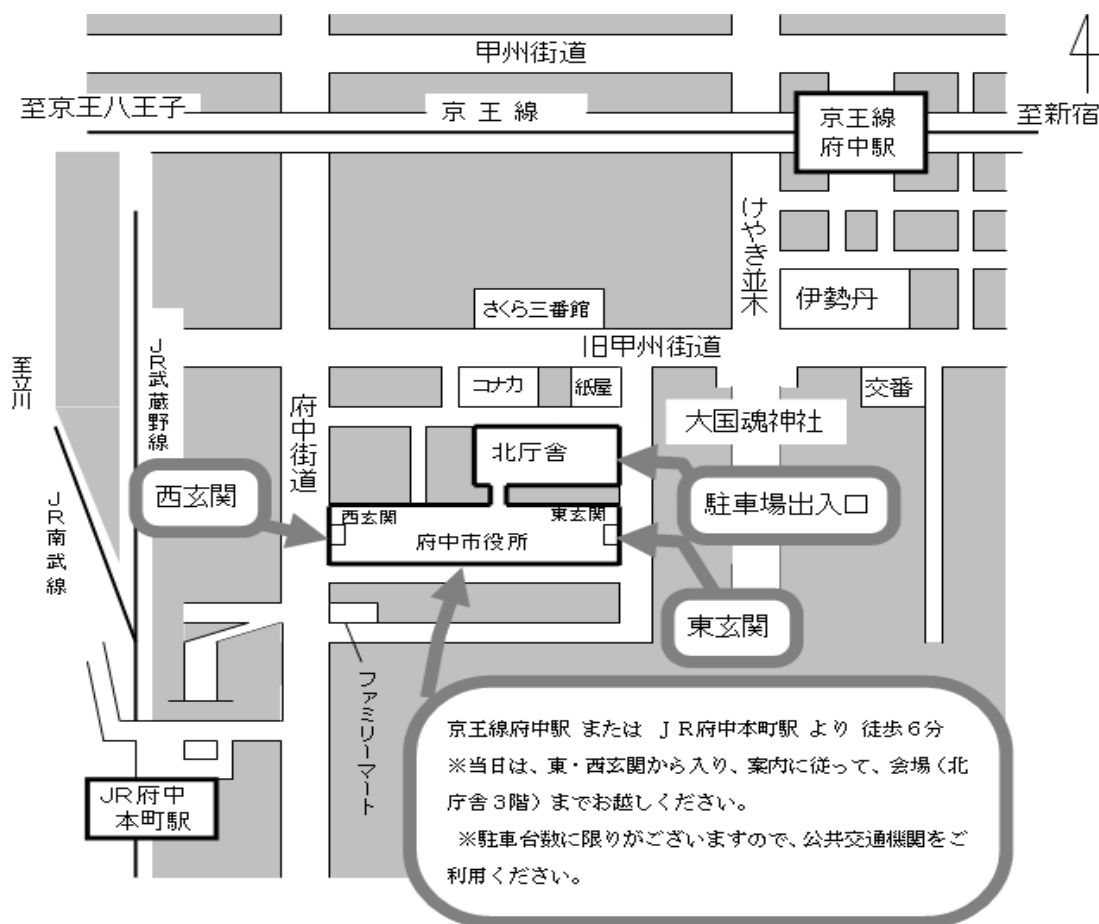 甲州街道
至京王八王子
京王線
京王線
府中駅
至新宿
けやき並木
伊勢丹
さくら三番館
旧甲州街道
JR武蔵野線
至立川
コナカ
紙屋
交番
府中街道
大国魂神社
北庁舎
西玄関
駐車場出入口
西玄関
東玄関
府中市役所
JR南武線
東玄関
ファミリーマート
京王線府中駅 または JR府中本町駅 より 徒歩6分
※当日は、東・西玄関から入り、案内に従って、会場(北
庁舎3階)までお越しください。
※駐車台数に限りがございますので、公共交通機関をご
利用ください。
JR府中
本町駅